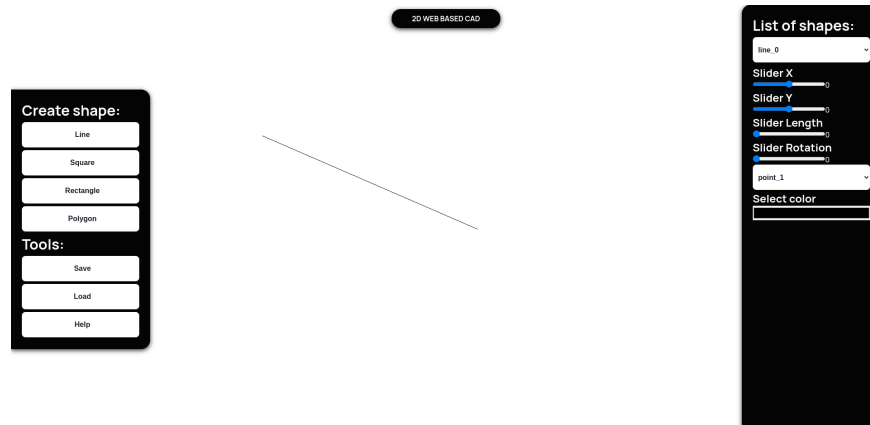 2D WEB BASED CAD
Create shape:
Line
Square
Rectangle
Polygon
Tools:
Save
Load
Help
List of shapes:
line_0
Slider X
0
Slider Y
0
Slider Length
0
Slider Rotation
0
point_1
Select color